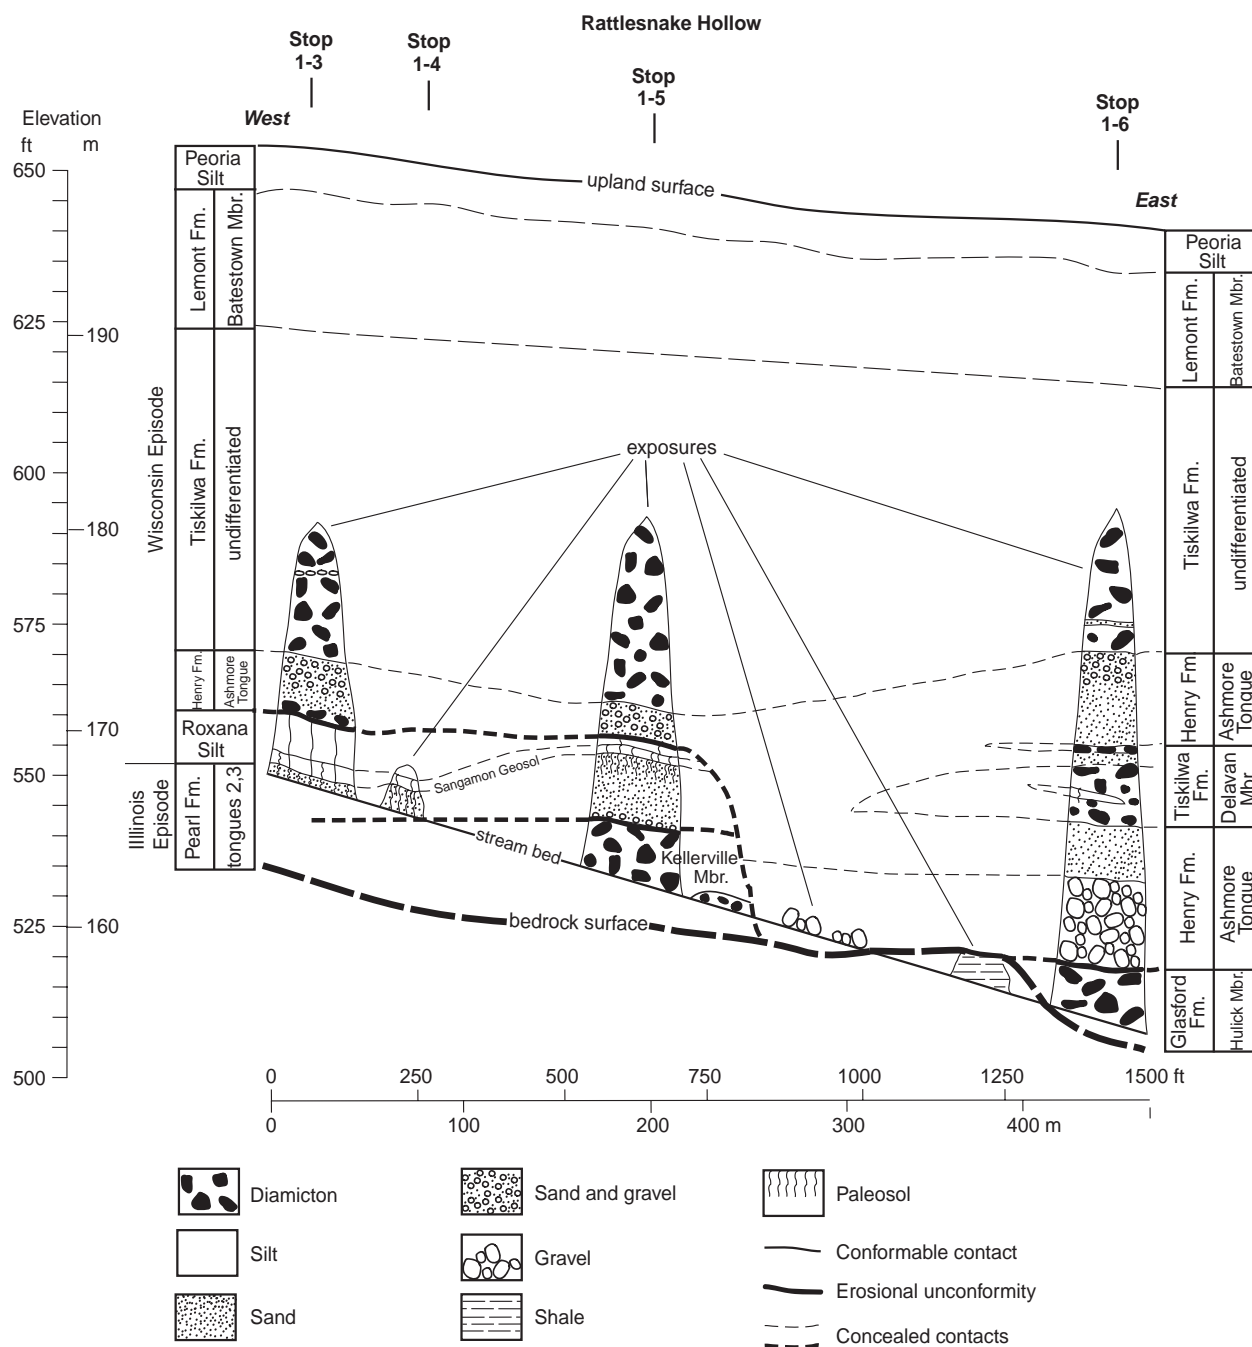 Rattlesnake Hollow
Stop
1-3
Stop
1-4
Stop
1-5
Stop
1-6
Elevation
ft
m
West
East
650
625
600
575
550
525
500
190
180
170
160
Wisconsin Episode
Illinois
Episode
Peoria
Silt
Lemont Fm.
Batestown Mbr.
Tiskilwa Fm.
undifferentiated
Henry Fm.
Ashmore
Tongue
Roxana
Silt
Pearl Fm.
tongues 2,3
upland surface
exposures
Sangamon Geosol
stream bed
Kellerville
Mbr.
bedrock surface
Peoria
Silt
Lemont Fm.
Batestown Mbr.
Tiskilwa Fm.
undifferentiated
Henry Fm.
Ashmore
Tongue
Tiskilwa
Fm.
Delavan
Mbr.
Henry Fm.
Ashmore
Tongue
Glasford
Fm.
Hulick Mbr.
0
250
500
750
1000
1250
1500 ft
0
100
200
300
400 m
Diamicton
Silt
Sand
Sand and gravel
Gravel
Shale
Paleosol
Conformable contact
Erosional unconformity
Concealed contacts